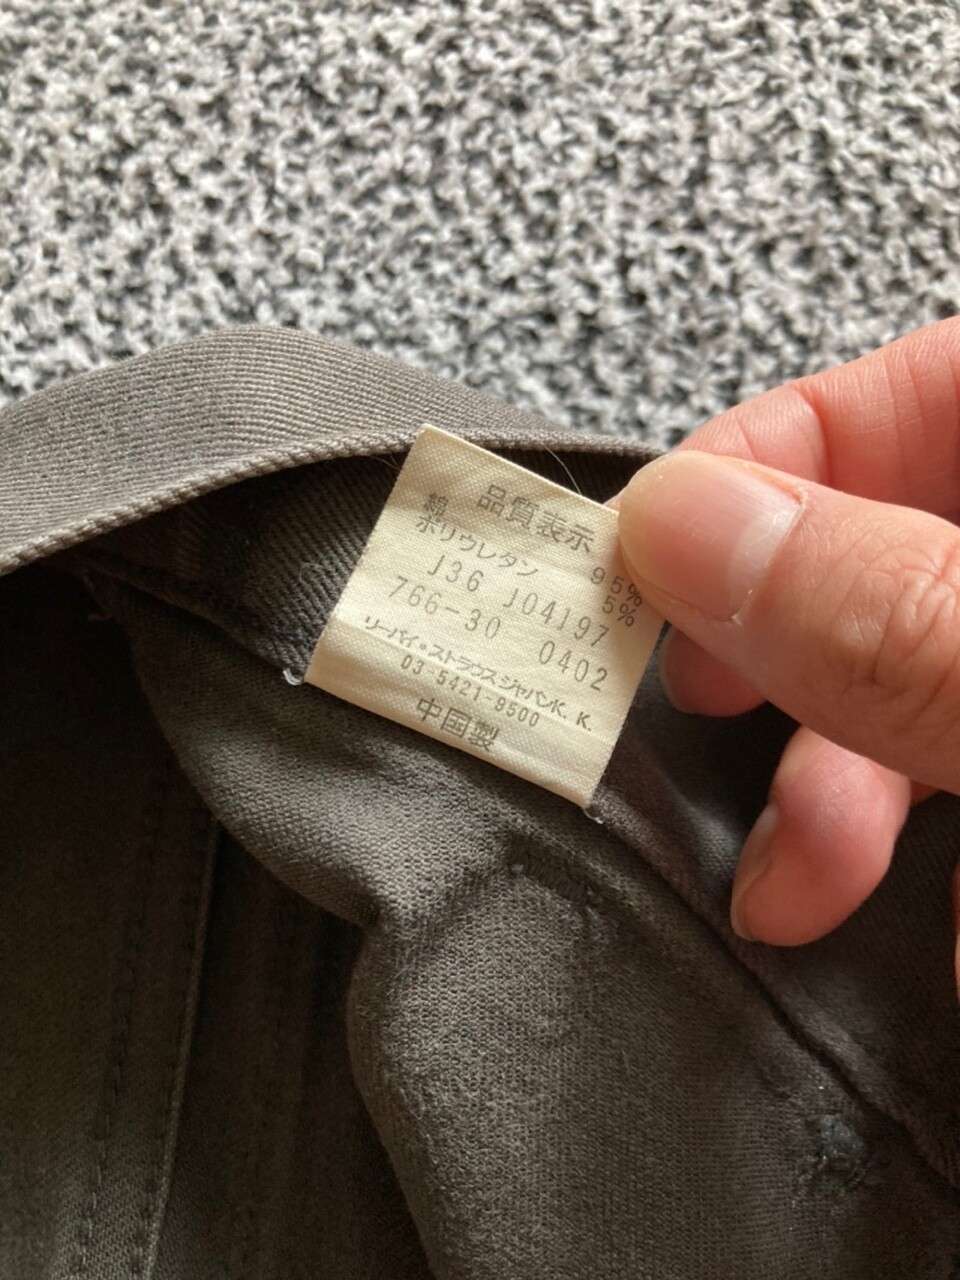 品質表示
綿 95%
ポリウレタン 5%
J36 J04197
766-30 0402
リーバイ・ストラウスジャパンK.K.
03-5421-9500
中国製